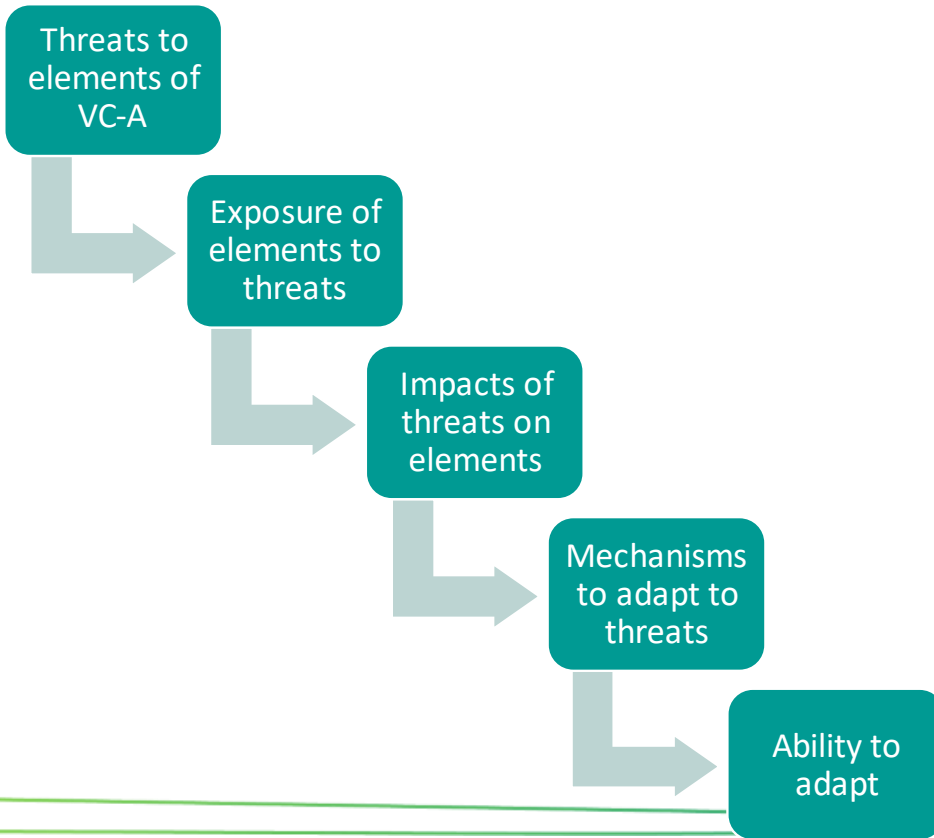 Threats to
elements of
VC-A
Exposure of
elements to
threats
Impacts of
threats on
elements
Mechanisms
to adapt to
threats
Ability to
adapt